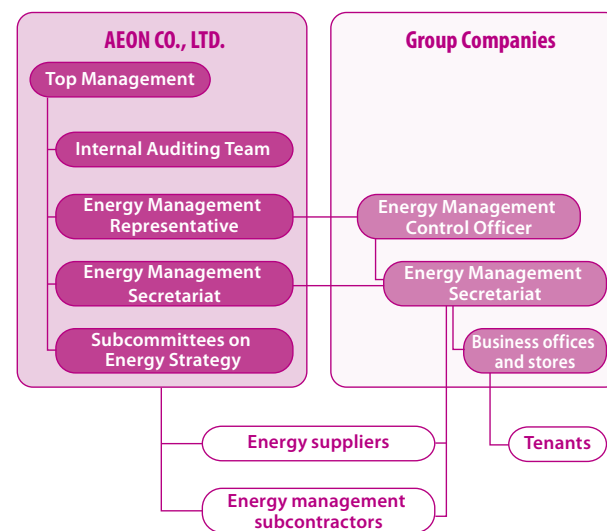 AEON CO., LTD.
Top Management
Internal Auditing Team
Energy Management
Representative
Energy Management
Secretariat
Subcommittees on
Energy Strategy
Group Companies
Energy Management
Control Officer
Energy Management
Secretariat
Business offices
and stores
Energy suppliers
Tenants
Energy management
subcontractors